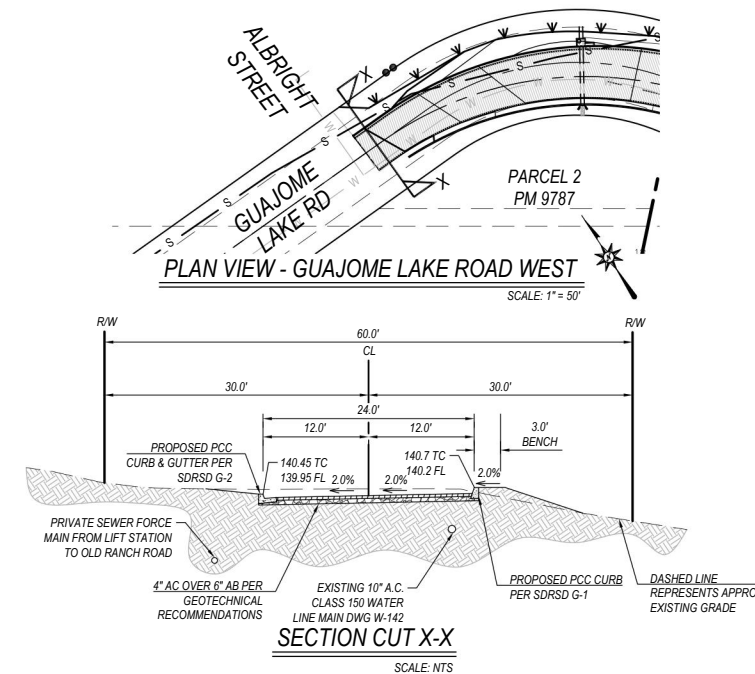 ALBRIGHT
STREET
X
X
S
S
S
S
S
S
W
W
W
W
W
GUAJOME
LAKE RD
PARCEL 2
PM 9787
PLAN VIEW - GUAJOME LAKE ROAD WEST
SCALE: 1" = 50'
R/W
R/W
60.0'
CL
30.0'
30.0'
24.0'
12.0'
12.0'
3.0'
BENCH
PROPOSED PCC
CURB & GUTTER PER
SDRSD G-2
140.45 TC
139.95 FL
2.0%
2.0%
140.7 TC
140.2 FL
2.0%
PRIVATE SEWER FORCE
MAIN FROM LIFT STATION
TO OLD RANCH ROAD
4" AC OVER 6" AB PER
GEOTECHNICAL
RECOMMENDATIONS
EXISTING 10" A.C.
CLASS 150 WATER
LINE MAIN DWG W-142
PROPOSED PCC CURB
PER SDRSD G-1
DASHED LINE
REPRESENTS APPRO
EXISTING GRADE
SECTION CUT X-X
SCALE: NTS